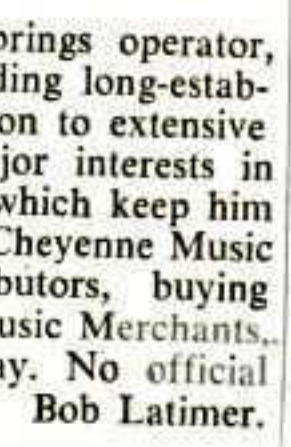 prings operator,
ding long-estab-
on to extensive
jor interests in
which keep him
Cheyenne Music
butors, buying
usic Merchants,
ay. No official
Bob Latimer.